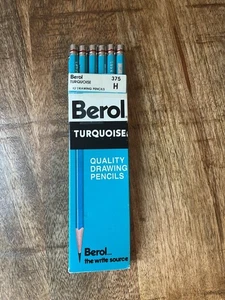 Berol 375
TURQUOISE H
12 DRAWING PENCILS
Berol
TURQUOISE
QUALITY
DRAWING
PENCILS
Berol
the write source